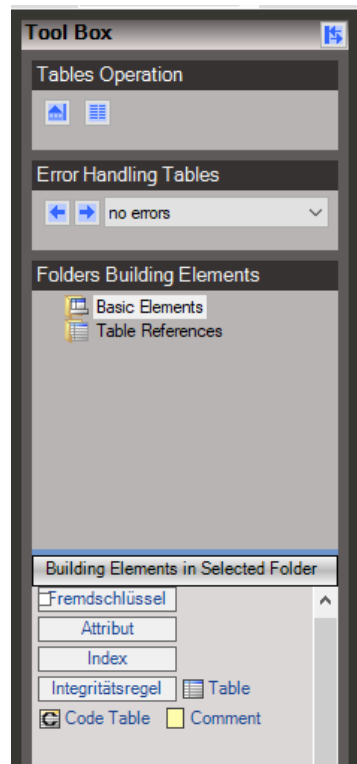 Tool Box
Tables Operation
Error Handling Tables
no errors
Folders Building Elements
Basic Elements
Table References
Building Elements in Selected Folder
Fremdschlüssel
Attribut
Index
Integritätsregel Table
Code Table Comment